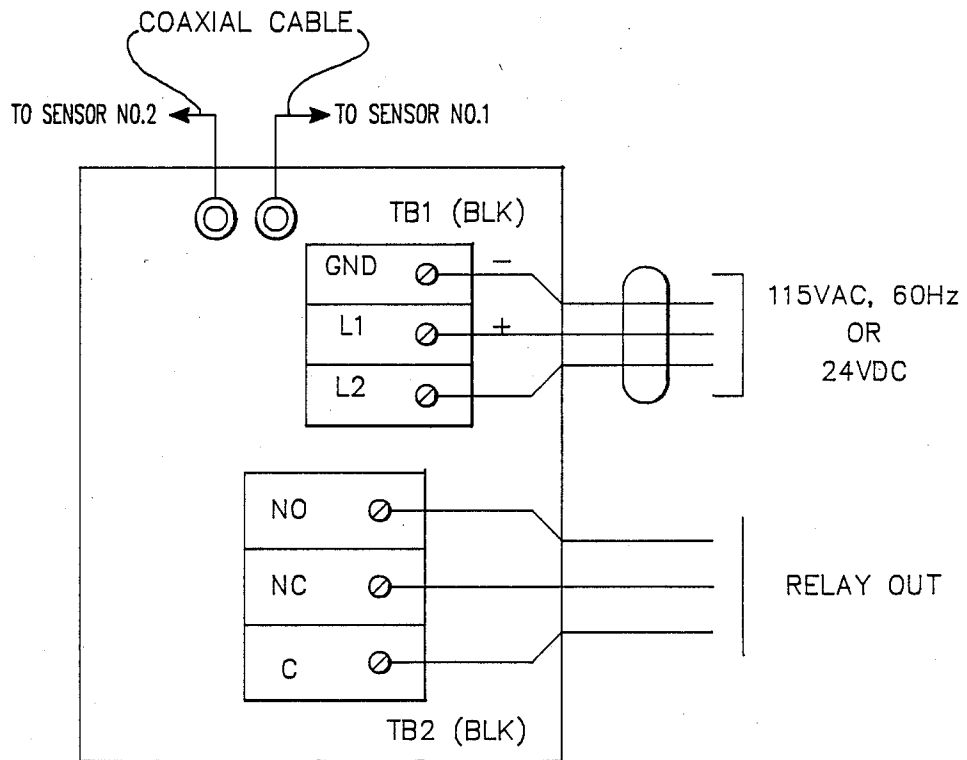 COAXIAL CABLE
TO SENSOR NO.2
TO SENSOR NO.1
TB1 (BLK)
GND
−
L1
+
L2
115VAC, 60Hz
OR
24VDC
NO
NC
C
RELAY OUT
TB2 (BLK)